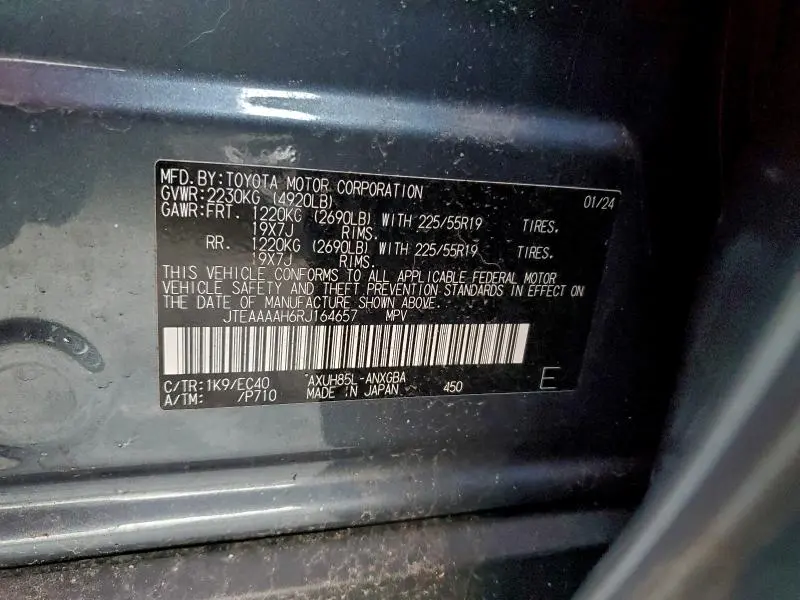 MFD.BY:TOYOTA MOTOR CORPORATION 01/24
GVWR:2230KG (4920LB)
GAWR:FRT. 1220KG (2690LB) WITH 225/55R19 TIRES.
19X7J RIMS.
RR. 1220KG (2690LB) WITH 225/55R19 TIRES.
19X7J RIMS.
THIS VEHICLE CONFORMS TO ALL APPLICABLE FEDERAL MOTOR
VEHICLE SAFETY AND THEFT PREVENTION STANDARDS IN EFFECT ON
THE DATE OF MANUFACTURE SHOWN ABOVE.
JTEAAAAH6RJ164657 MPV
C/TR:1K9/EC40 AXUH85L-ANXGBA 450 E
A/TM: /P710 MADE IN JAPAN